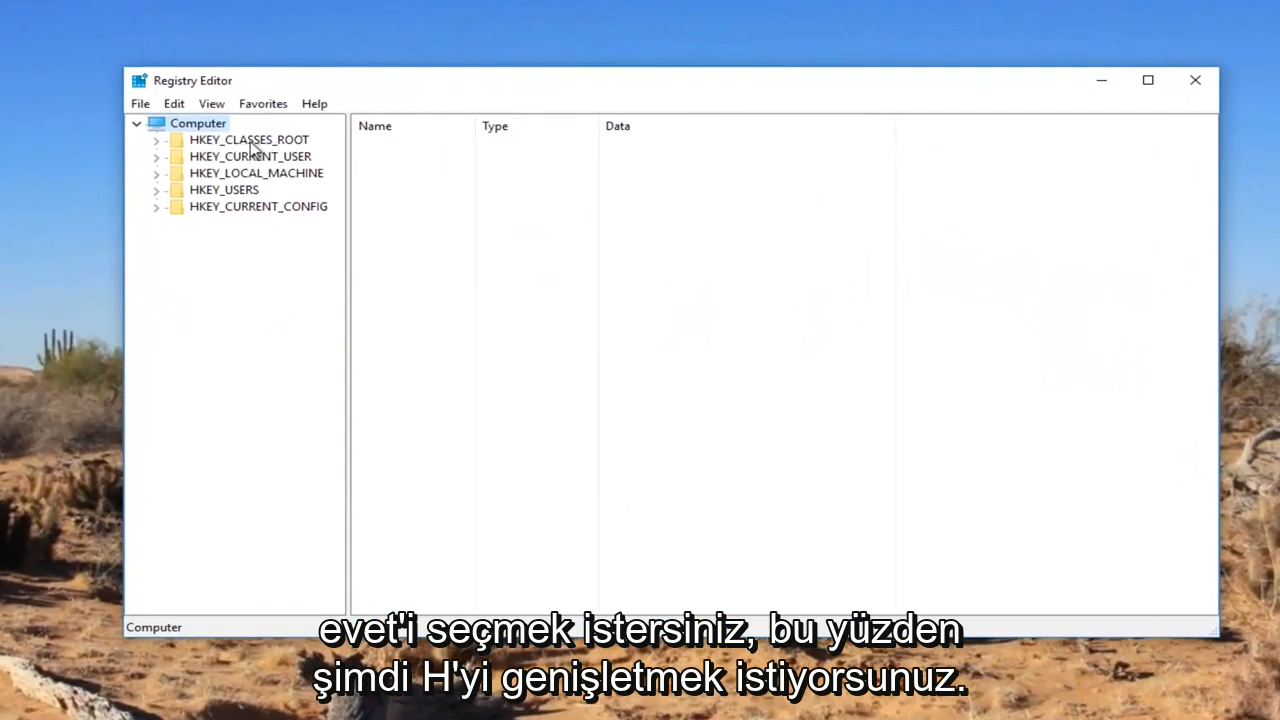 Registry Editor
File Edit View Favorites Help
Computer
HKEY_CLASSES_ROOT
HKEY_CURRENT_USER
HKEY_LOCAL_MACHINE
HKEY_USERS
HKEY_CURRENT_CONFIG
Name Type Data
Computer
evet'i seçmek istersiniz, bu yüzden
şimdi H'yi genişletmek istiyorsunuz.